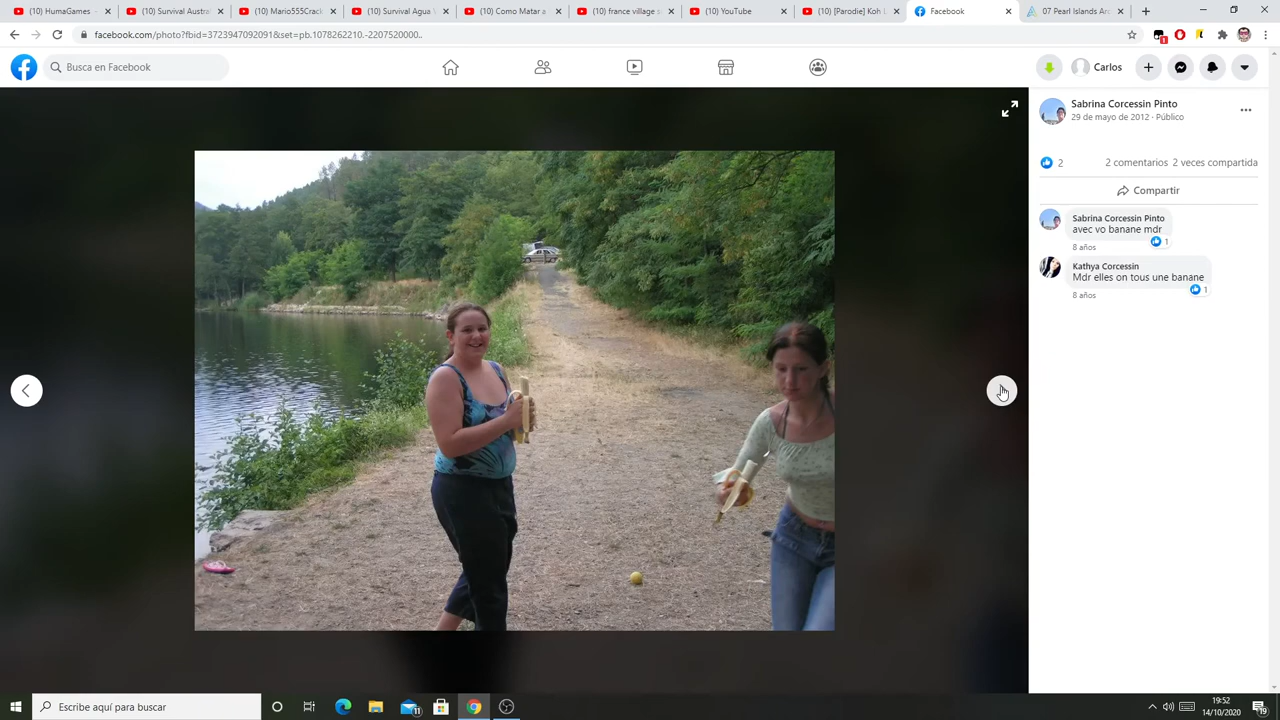 (10) HumaGames -
(10) Survival Austral
(10) Mario555Crack
(10) Survival Agua V
(10) Como Matar a
(10) france village s
(10) YouTube
(10) [Parodie] Koh L
Facebook
07 Pearl Islands Arc
facebook.com/photo?fbid=3723947092091&set=pb.1078262210.-2207520000..
1
Busca en Facebook
Carlos
Sabrina Corcessin Pinto
29 de mayo de 2012 · Público
2
2 comentarios 2 veces compartida
Compartir
Sabrina Corcessin Pinto
avec vo banane mdr
1
8 años
Kathya Corcessin
Mdr elles on tous une banane
1
8 años
Escribe aquí para buscar
11
19:52
14/10/2020
19